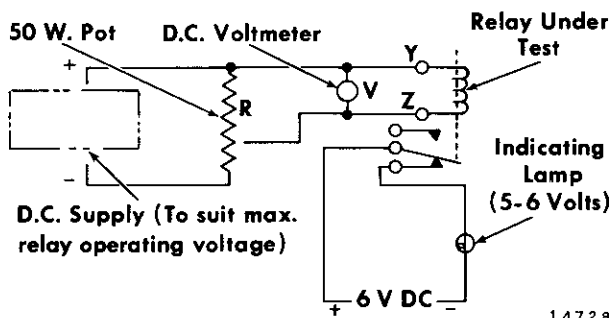 50 W. Pot
D.C. Voltmeter
Relay Under
Test
+
Y
R
V
Z
−
Indicating
Lamp
(5-6 Volts)
D.C. Supply (To suit max.
relay operating voltage)
+ 6 V DC −
14728